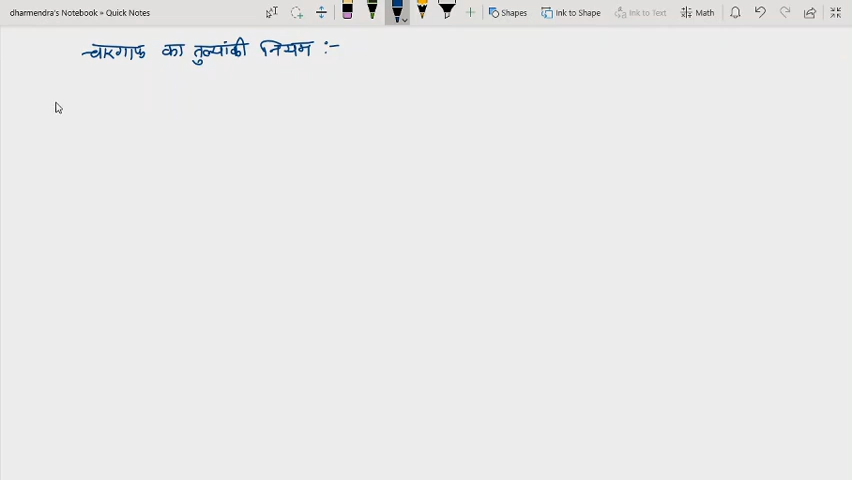 dharmendra's Notebook » Quick Notes
Shapes
Ink to Shape
Ink to Text
Math
चारगाफ का तुल्यांकी नियम :-